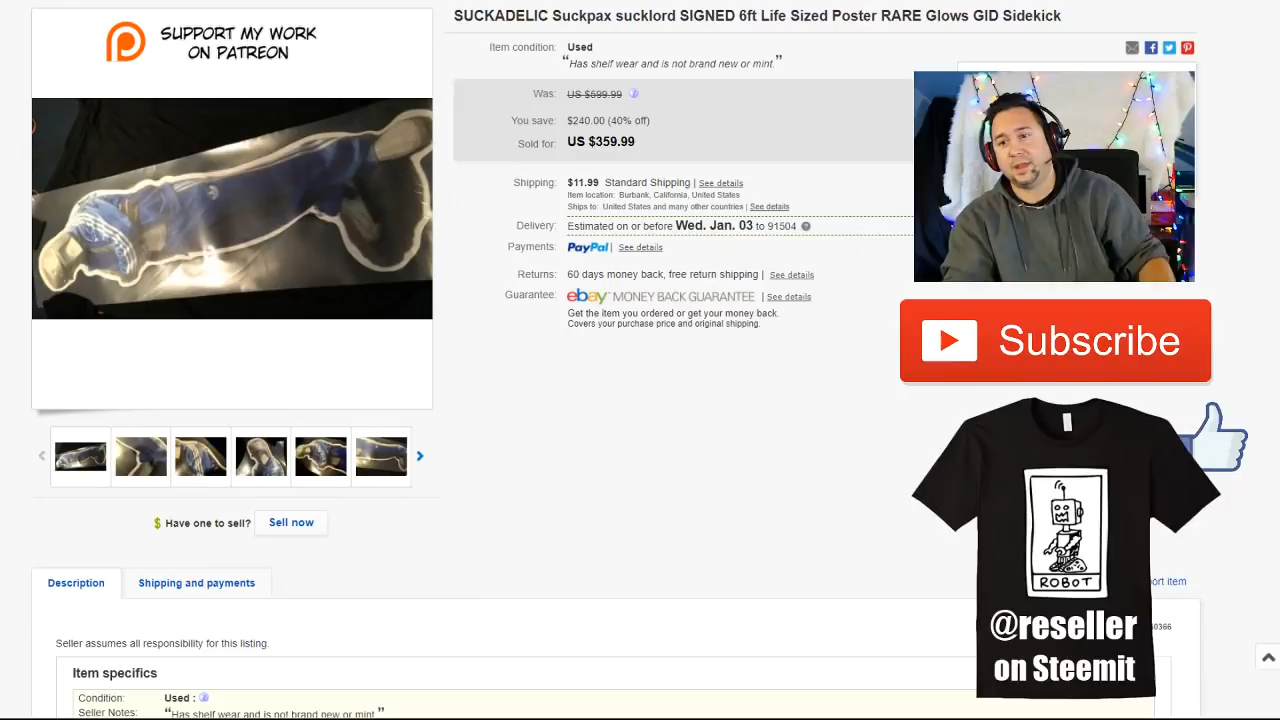 SUCKADELIC Suckpax sucklord SIGNED 6ft Life Sized Poster RARE Glows GID Sidekick
SUPPORT MY WORK
ON PATREON
Item condition: Used
“Has shelf wear and is not brand new or mint.”
Was: US $599.99
You save: $240.00 (40% off)
Sold for: US $359.99
Shipping: $11.99 Standard Shipping | See details
Item location: Burbank, California, United States
Ships to: United States and many other countries | See details
Delivery: Estimated on or before Wed. Jan. 03 to 91504
Payments: PayPal | See details
Returns: 60 days money back, free return shipping | See details
Guarantee: ebay MONEY BACK GUARANTEE | See details
Get the item you ordered or get your money back.
Covers your purchase price and original shipping.
Subscribe
$ Have one to sell? Sell now
Description
Shipping and payments
ROBOT
@reseller
on Steemit
Seller assumes all responsibility for this listing.
Item specifics
Condition: Used :
Seller Notes: “Has shelf wear and is not brand new or mint.”